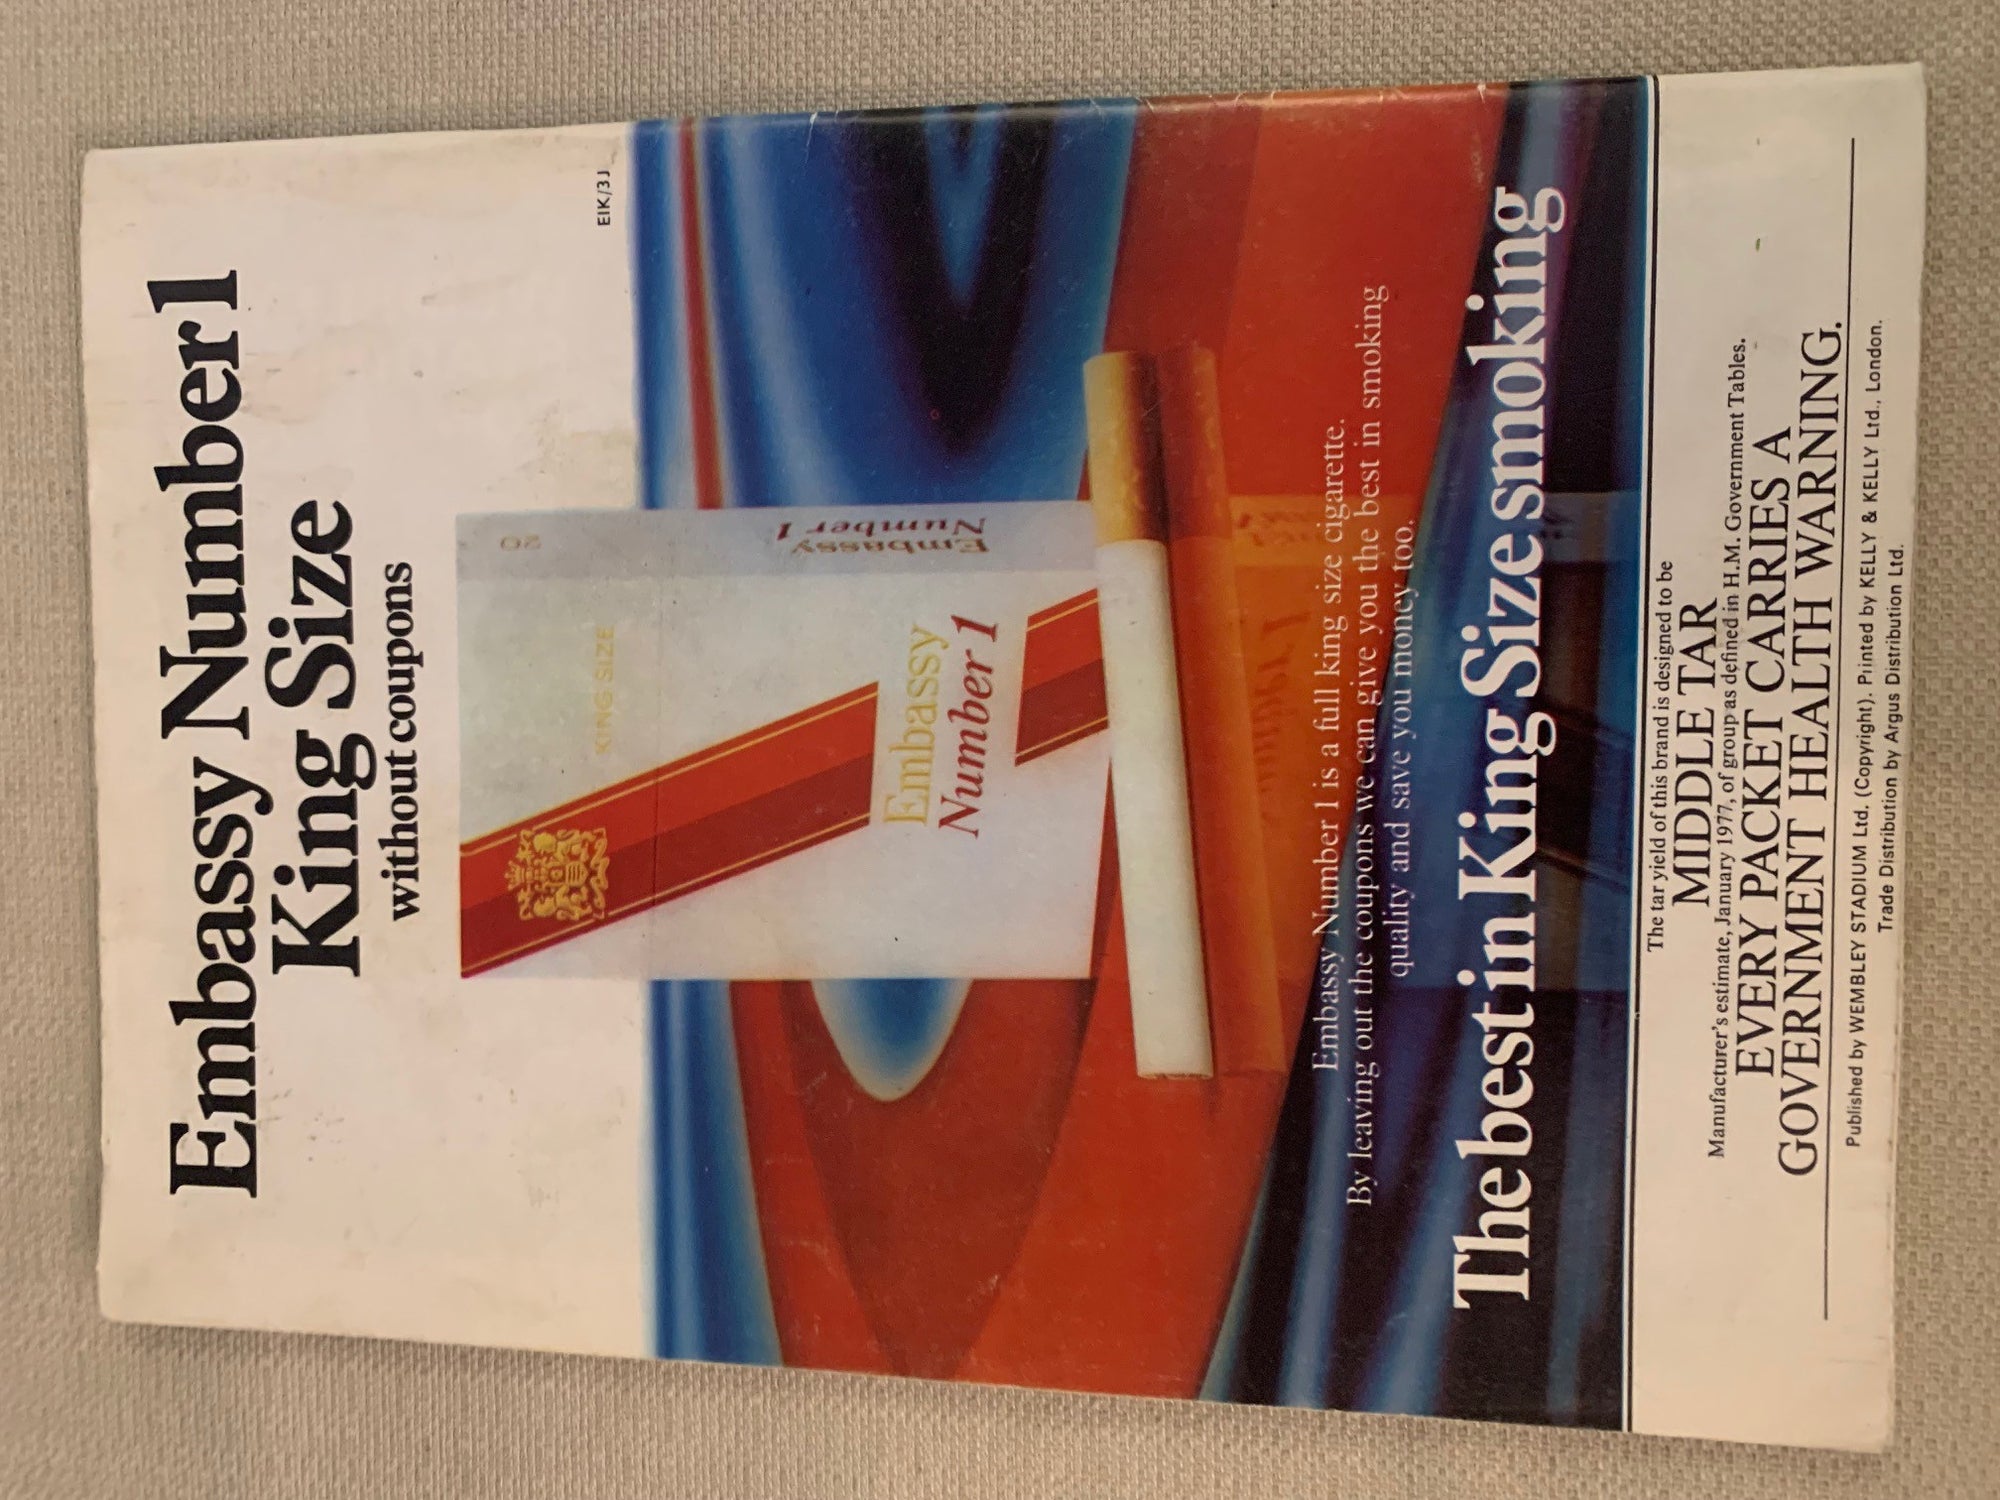 Embassy Number 1
King Size
without coupons
EIK/3J
20
Embassy
Number 1
KING SIZE
Embassy
Number 1
Embassy Number 1 is a full king size cigarette.
By leaving out the coupons we can give you the best in smoking
quality and save you money too.
The best in King Size smoking
The tar yield of this brand is designed to be
MIDDLE TAR
Manufacturer's estimate, January 1977, of group as defined in H.M. Government Tables.
EVERY PACKET CARRIES A
GOVERNMENT HEALTH WARNING.
Published by WEMBLEY STADIUM Ltd. (Copyright). Printed by KELLY & KELLY Ltd., London.
Trade Distribution by Argus Distribution Ltd.